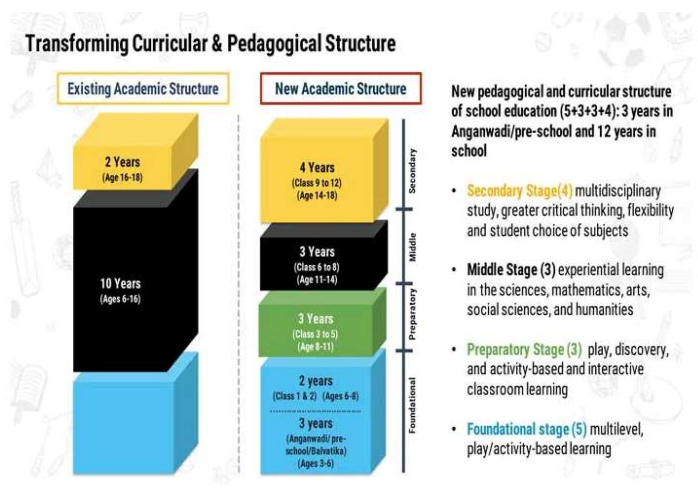 Transforming Curricular & Pedagogical Structure
Existing Academic Structure
2 Years
(Age 16-18)
10 Years
(Ages 6-16)
New Academic Structure
4 Years
(Class 9 to 12)
(Age 14-18)
Secondary
3 Years
(Class 6 to 8)
(Age 11-14)
Middle
3 Years
(Class 3 to 5)
(Age 8-11)
Preparatory
2 years
(Class 1 & 2) (Ages 6-8)
3 years
(Anganwadi/ pre-
school/Balvatika)
(Ages 3-6)
Foundational
New pedagogical and curricular structure
of school education (5+3+3+4): 3 years in
Anganwadi/pre-school and 12 years in
school
• Secondary Stage(4) multidisciplinary
study, greater critical thinking, flexibility
and student choice of subjects
• Middle Stage (3) experiential learning
in the sciences, mathematics, arts,
social sciences, and humanities
• Preparatory Stage (3) play, discovery,
and activity-based and interactive
classroom learning
• Foundational stage (5) multilevel,
play/activity-based learning